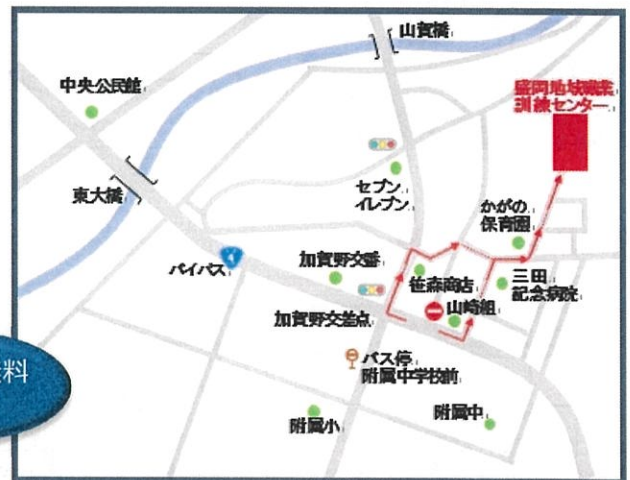 山賀橋
中央公民館
盛岡地域職業
訓練センター
東大橋
セブン
イレブン
かがの
保育園
バイパス
4
加賀野交番
笹森商店
三田
記念病院
山崎組
加賀野交差点
バス停
附属中学校前
料
附属小
附属中